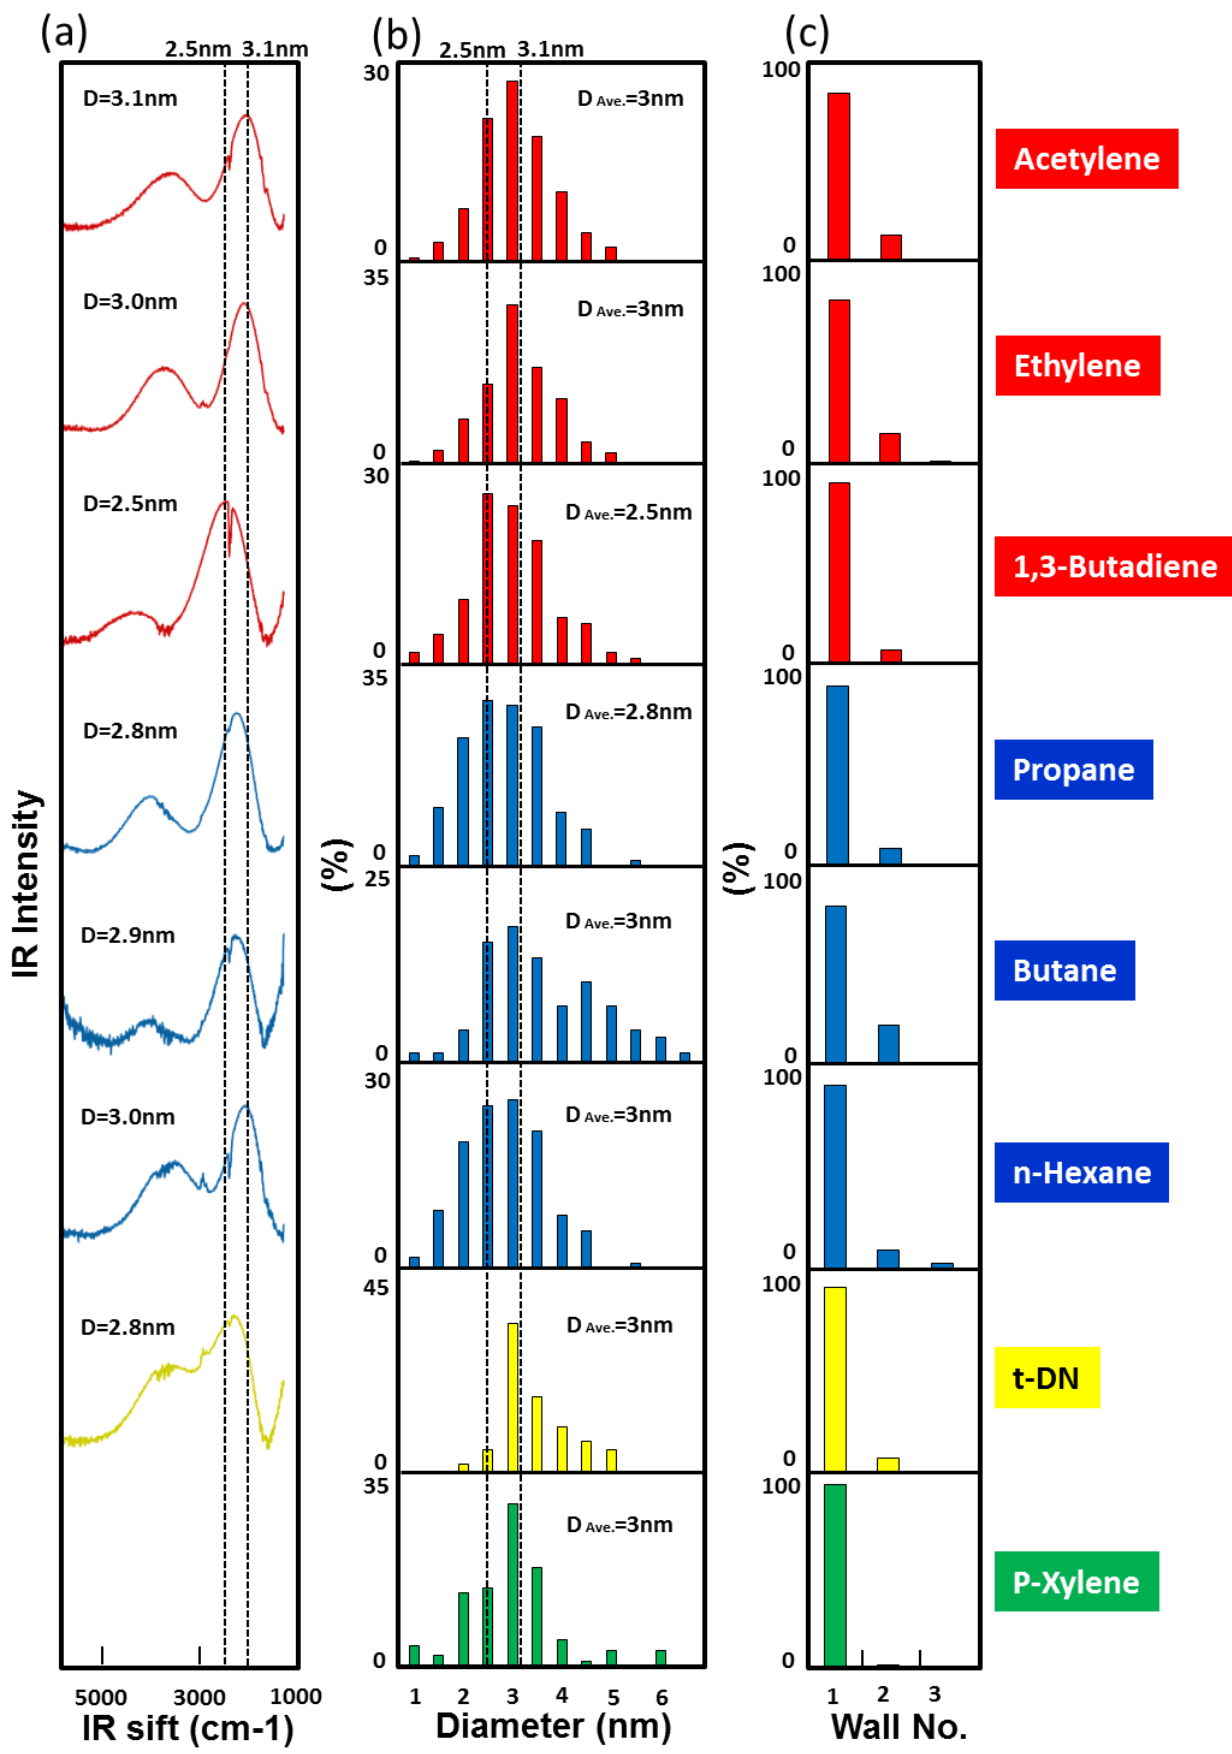 (a)
(b)
(c)
2.5nm 3.1nm
2.5nm 3.1nm
D=3.1nm
30
D Ave.=3nm
0
100
0
Acetylene
D=3.0nm
35
D Ave.=3nm
0
100
0
Ethylene
D=2.5nm
30
D Ave.=2.5nm
0
100
0
1,3-Butadiene
D=2.8nm
35
D Ave.=2.8nm
0
100
0
Propane
IR Intensity
(%)
(%)
D=2.9nm
25
D Ave.=3nm
0
100
0
Butane
D=3.0nm
30
D Ave.=3nm
0
100
0
n-Hexane
D=2.8nm
45
D Ave.=3nm
0
100
0
t-DN
35
D Ave.=3nm
0
100
0
P-Xylene
5000 3000 1000
1 2 3 4 5 6
1 2 3
IR sift (cm-1)
Diameter (nm)
Wall No.